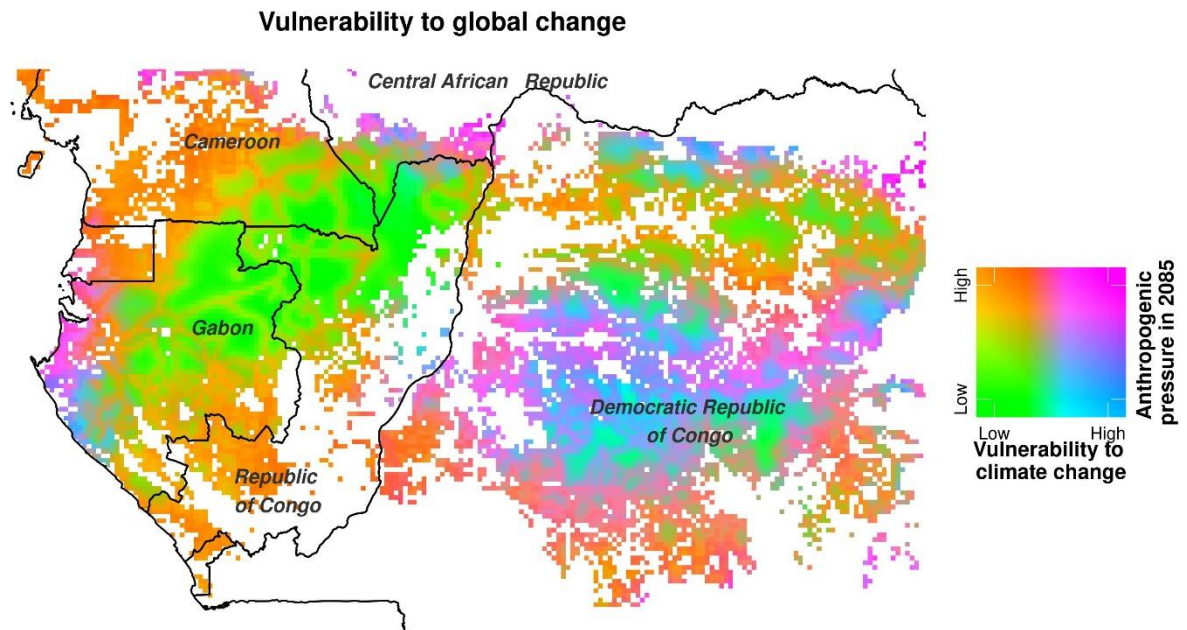 Vulnerability to global change
Central African Republic
Cameroon
Gabon
Republic
of Congo
Democratic Republic
of Congo
High
Low
Anthropogenic
pressure in 2085
Low High
Vulnerability to
climate change